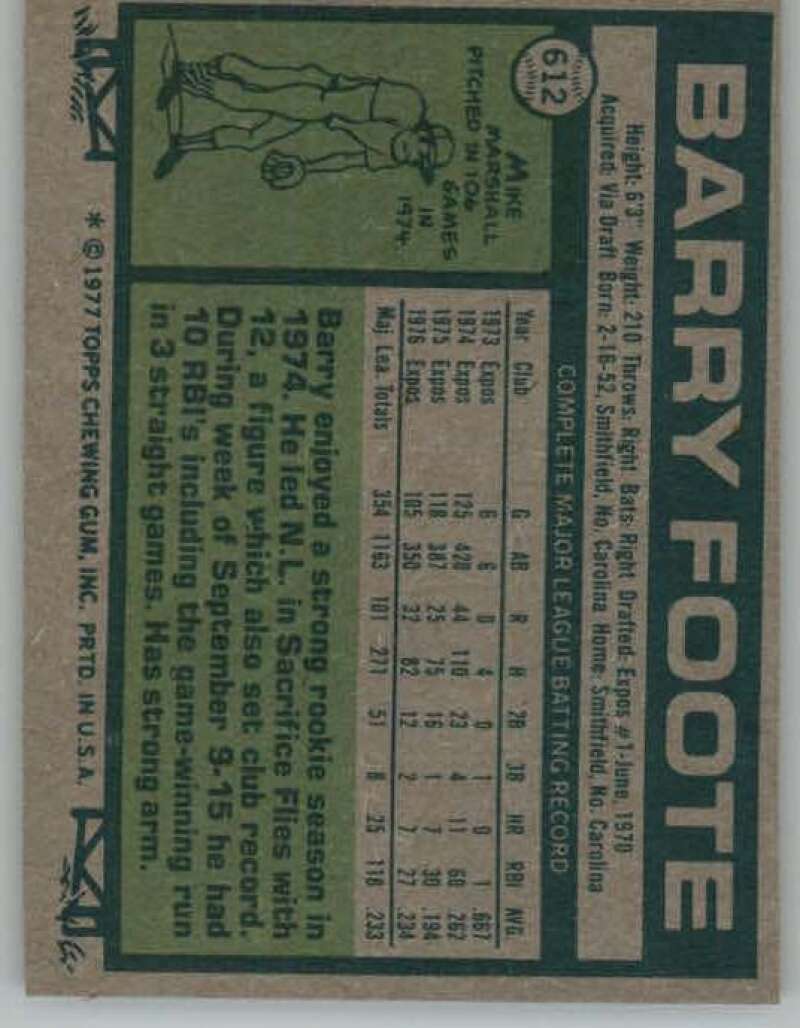 BARRY FOOTE
612
Height: 6'3" Weight: 210 Throws: Right Bats: Right Drafted: Expos #1-June, 1970
Acquired: Via Draft Born: 2-16-52, Smithfield, No. Carolina Home: Smithfield, No. Carolina
COMPLETE MAJOR LEAGUE BATTING RECORD
Year Club G AB R H 2B 3B HR RBI AVG.
1973 Expos 6 6 0 4 0 1 0 1 .667
1974 Expos 125 420 44 110 23 4 11 60 .262
1975 Expos 118 387 25 75 16 1 7 30 .194
1976 Expos 105 350 32 82 12 2 7 27 .234
Maj. Lea. Totals 354 1163 101 271 51 8 25 118 .233
MIKE
MARSHALL
PITCHED IN 106
GAMES
IN
1974.
Barry enjoyed a strong rookie season in
1974. He led N.L. in Sacrifice Flies with
12, a figure which also set club record.
During week of September 9-15 he had
10 RBI's including the game-winning run
in 3 straight games. Has strong arm.
* © 1977 TOPPS CHEWING GUM, INC. PRTD. IN U.S.A.